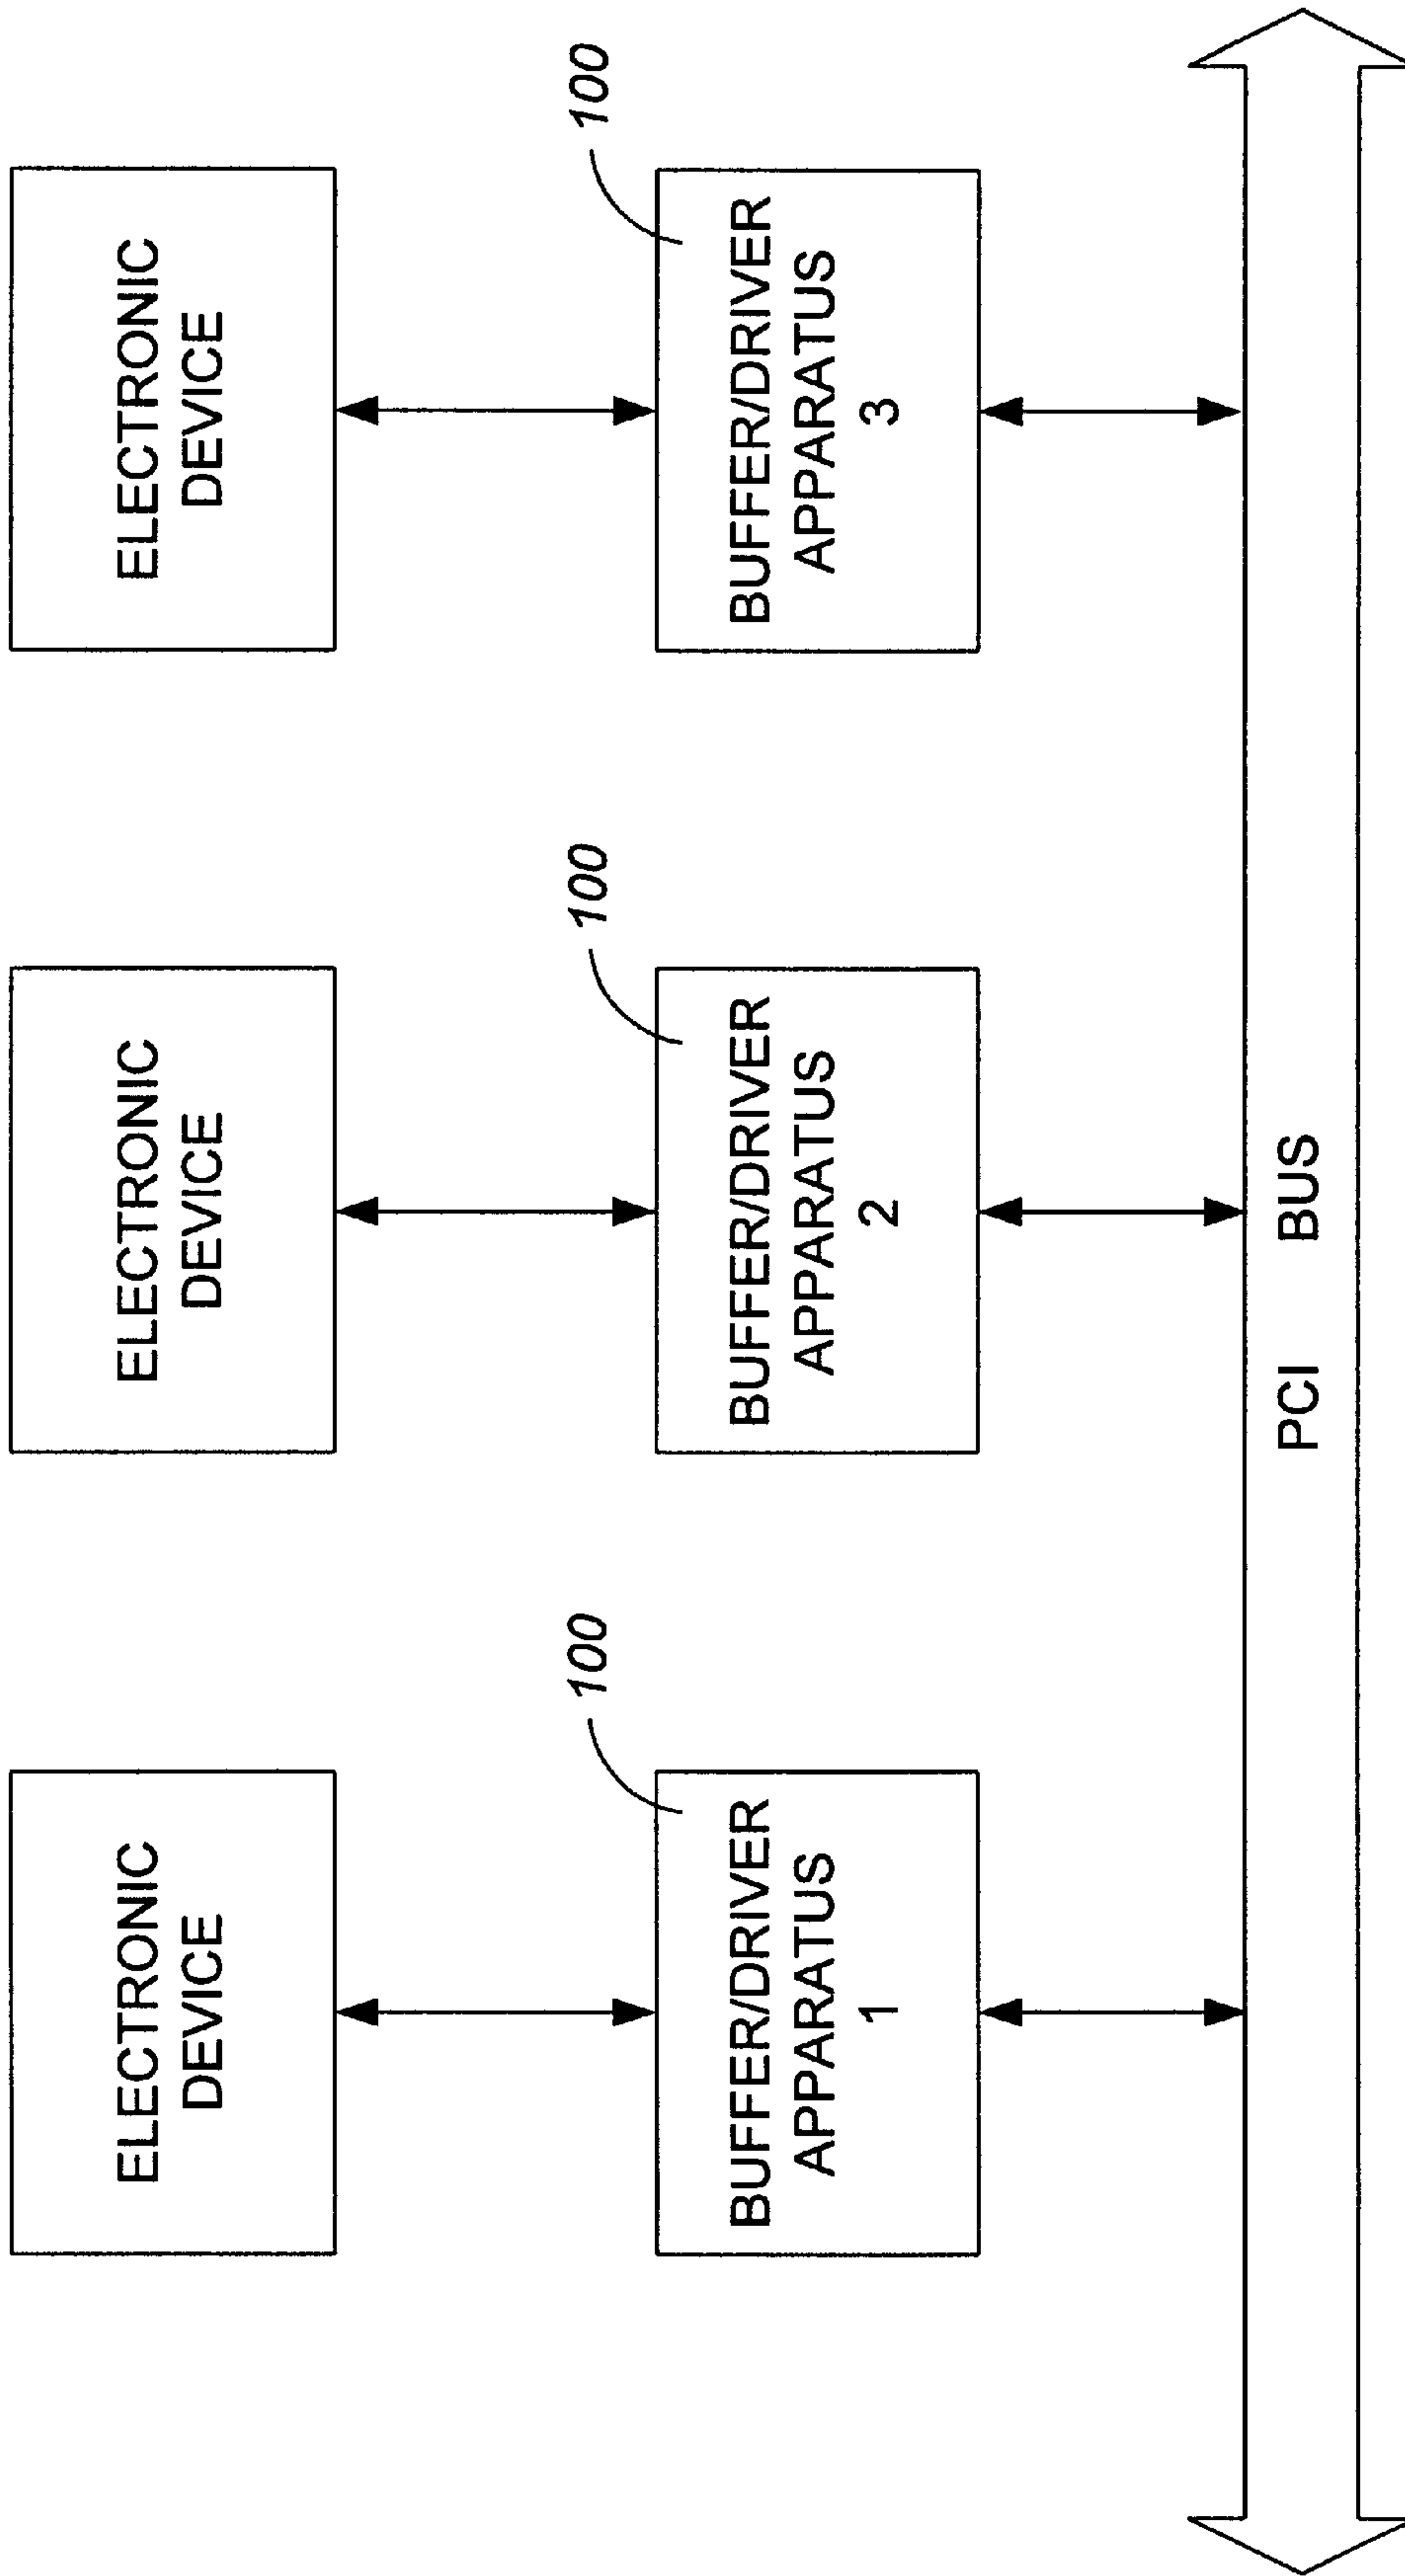 ELECTRONIC
DEVICE
ELECTRONIC
DEVICE
ELECTRONIC
DEVICE
100
100
100
BUFFER/DRIVER
APPARATUS
1
BUFFER/DRIVER
APPARATUS
2
BUFFER/DRIVER
APPARATUS
3
PCI BUS